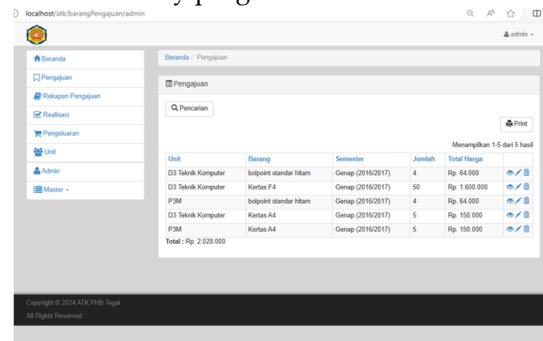 localhost/atk/barangPengajuan/admin
admin
Beranda
Pengajuan
Rekapan Pengajuan
Realisasi
Pengeluaran
Unit
Admin
Master
Beranda / Pengajuan
Pengajuan
Pencarian
Print
Menampilkan 1-5 dari 5 hasil
Unit Barang Semester Jumlah Total Harga
D3 Teknik Komputer bolpoint standar hitam Genap (2016/2017) 4 Rp. 64.000
D3 Teknik Komputer Kertas F4 Genap (2016/2017) 50 Rp. 1.600.000
P3M bolpoint standar hitam Genap (2016/2017) 4 Rp. 64.000
D3 Teknik Komputer Kertas A4 Genap (2016/2017) 5 Rp. 150.000
P3M Kertas A4 Genap (2016/2017) 5 Rp. 150.000
Total : Rp. 2.028.000
Copyright © 2024 ATK PHB Tegal
All Rights Reserved